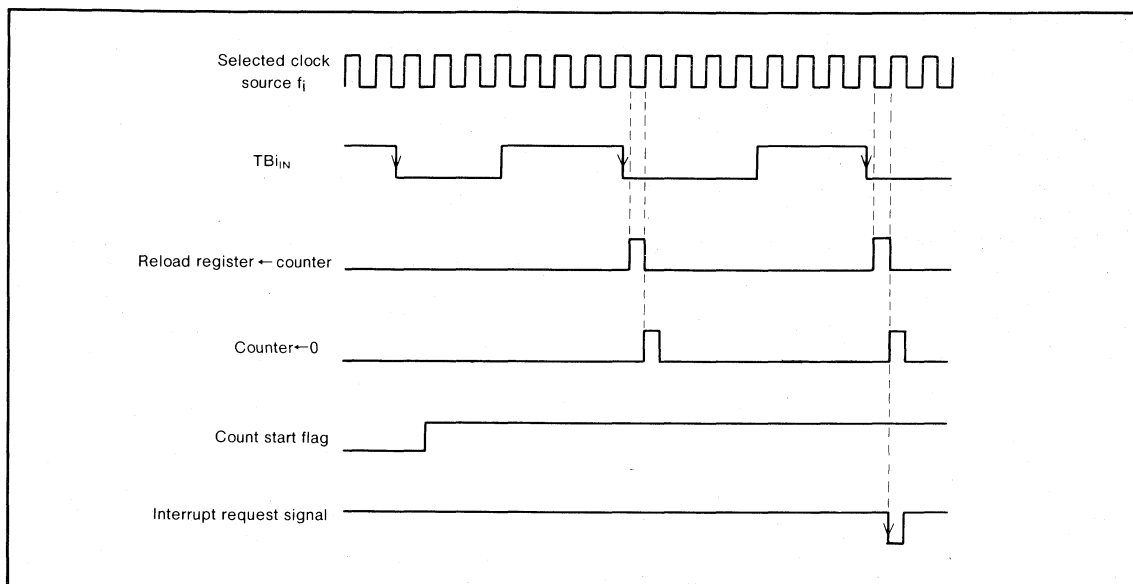 Selected clock
source fi
TBiIN
Reload register ← counter
Counter←0
Count start flag
Interrupt request signal